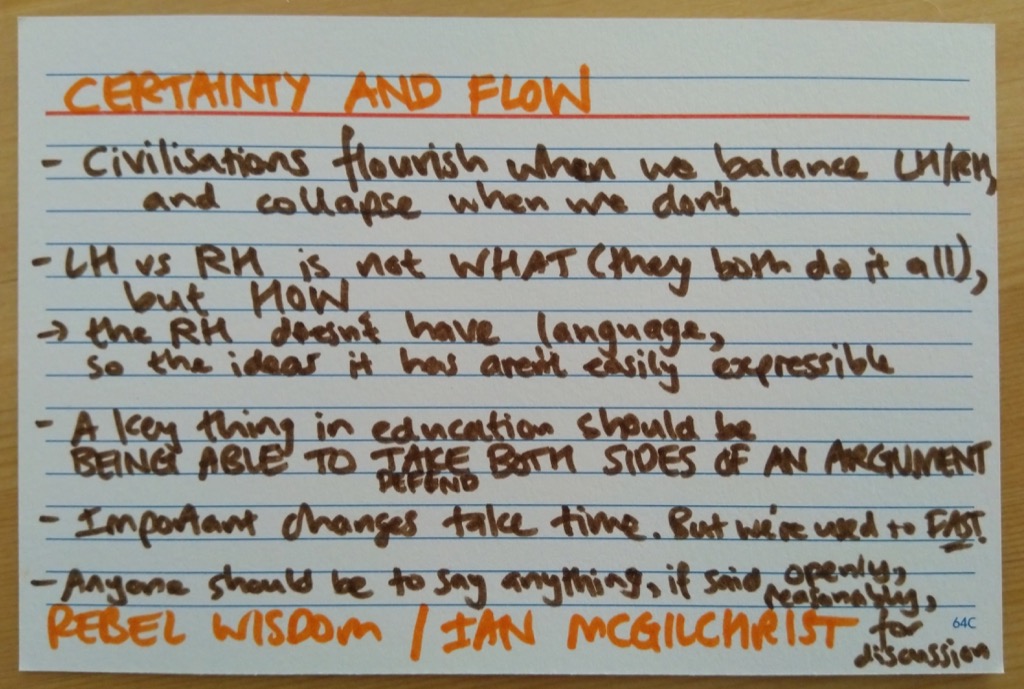 CERTAINTY AND FLOW
- Civilisations flourish when we balance LH/RH,
and collapse when we don't
- LH vs RH is not WHAT (they both do it all),
but HOW
→ the RH doesn't have language,
so the ideas it has aren't easily expressible
- A key thing in education should be
BEING ABLE TO TAKE BOTH SIDES OF AN ARGUMENT
DEFEND
- Important changes take time. But we're used to FAST.
- Anyone should be to say anything, if said openly,
reasonably,
for
discussion
REBEL WISDOM / IAN MCGILCHRIST
64C